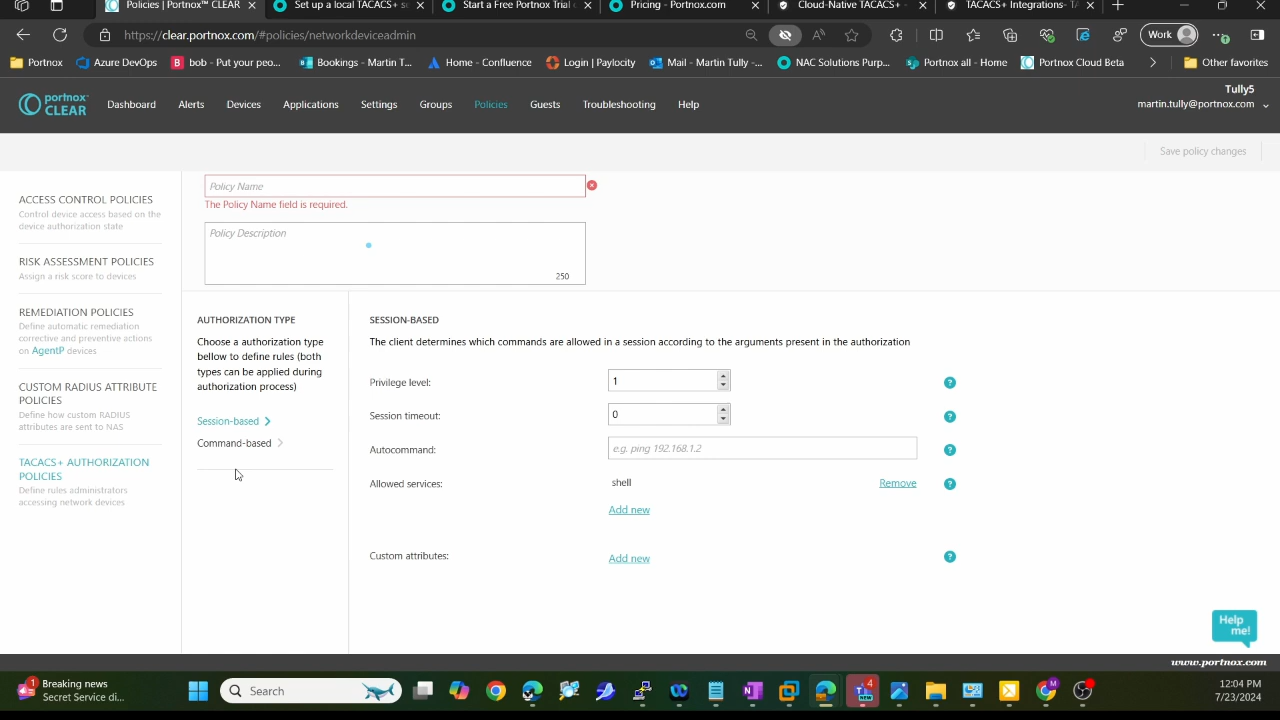 Policies | Portnox™ CLEAR
Set up a local TACACS+ se
Start a Free Portnox Trial
Pricing - Portnox.com
Cloud-Native TACACS+ -
TACACS+ Integrations- TA
https://clear.portnox.com/#policies/networkdeviceadmin
Work
Portnox
Azure DevOps
bob - Put your peo...
Bookings - Martin T...
Home - Confluence
Login | Paylocity
Mail - Martin Tully -...
NAC Solutions Purp...
Portnox all - Home
Portnox Cloud Beta
Other favorites
portnox™
CLEAR
Dashboard
Alerts
Devices
Applications
Settings
Groups
Policies
Guests
Troubleshooting
Help
Tully5
martin.tully@portnox.com
Save policy changes
ACCESS CONTROL POLICIES
Control device access based on the
device authorization state
RISK ASSESSMENT POLICIES
Assign a risk score to devices
REMEDIATION POLICIES
Define automatic remediation
corrective and preventive actions
on AgentP devices
CUSTOM RADIUS ATTRIBUTE
POLICIES
Define how custom RADIUS
attributes are sent to NAS
TACACS+ AUTHORIZATION
POLICIES
Define rules administrators
accessing network devices
Policy Name
The Policy Name field is required.
Policy Description
250
AUTHORIZATION TYPE
Choose a authorization type
bellow to define rules (both
types can be applied during
authorization process)
Session-based
Command-based
SESSION-BASED
The client determines which commands are allowed in a session according to the arguments present in the authorization
Privilege level:
1
?
Session timeout:
0
?
Autocommand:
e.g. ping 192.168.1.2
?
Allowed services:
shell
Remove
?
Add new
Custom attributes:
Add new
?
Help
me!
www.portnox.com
1
Breaking news
Secret Service di...
Search
4
NEW
12:04 PM
7/23/2024